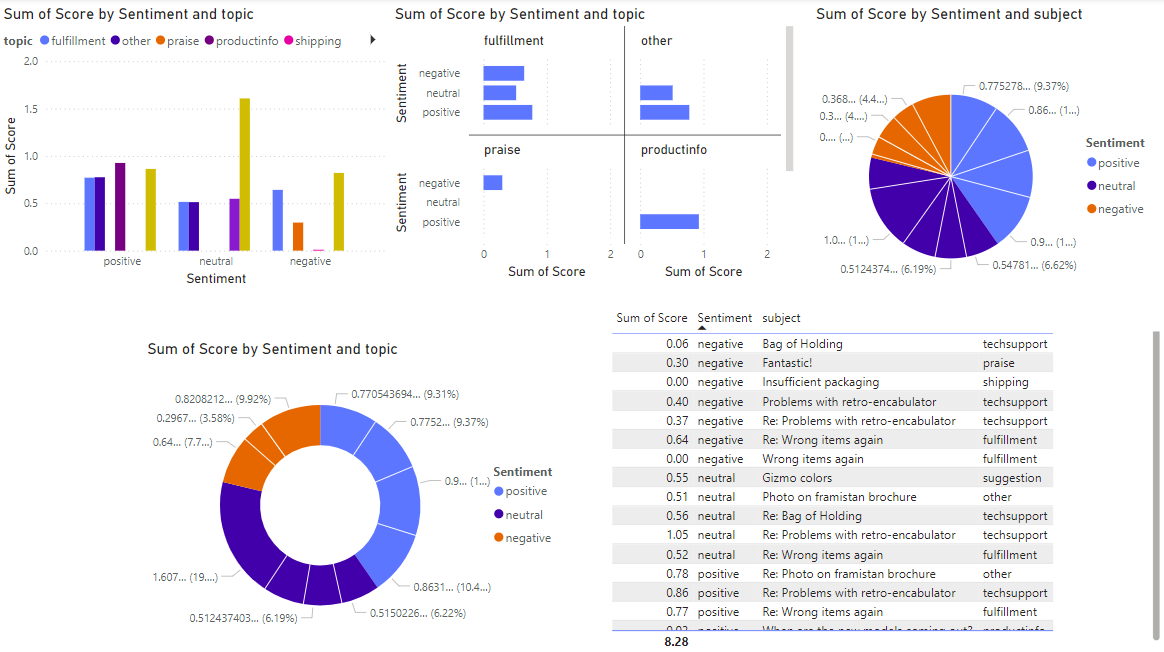 Sum of Score by Sentiment and topic
topic fulfillment other praise productinfo shipping
2.0
1.5
1.0
0.5
0.0
Sum of Score
positive neutral negative
Sentiment
Sum of Score by Sentiment and topic
fulfillment other
Sentiment
negative
neutral
positive
praise productinfo
Sentiment
negative
neutral
positive
0 1 2 0 1 2
Sum of Score Sum of Score
Sum of Score by Sentiment and subject
0.775278... (9.37%)
0.86... (1...)
0.9... (1...)
0.54781... (6.62%)
0.5124374... (6.19%)
1.0... (1...)
0.... (...)
0.3... (4....)
0.368... (4.4...)
Sentiment
positive
neutral
negative
Sum of Score by Sentiment and topic
0.770543694... (9.31%)
0.7752... (9.37%)
0.9... (1...)
0.8631... (10.4...)
0.5150226... (6.22%)
0.512437403... (6.19%)
1.607... (19....)
0.64... (7.7...)
0.2967... (3.58%)
0.8208212... (9.92%)
Sentiment
positive
neutral
negative
Sum of Score Sentiment subject
0.06 negative Bag of Holding techsupport
0.30 negative Fantastic! praise
0.00 negative Insufficient packaging shipping
0.40 negative Problems with retro-encabulator techsupport
0.37 negative Re: Problems with retro-encabulator techsupport
0.64 negative Re: Wrong items again fulfillment
0.00 negative Wrong items again fulfillment
0.55 neutral Gizmo colors suggestion
0.51 neutral Photo on framistan brochure other
0.56 neutral Re: Bag of Holding techsupport
1.05 neutral Re: Problems with retro-encabulator techsupport
0.52 neutral Re: Wrong items again fulfillment
0.78 positive Re: Photo on framistan brochure other
0.86 positive Re: Problems with retro-encabulator techsupport
0.77 positive Re: Wrong items again fulfillment
0.93 positive When are the new models coming out? productinfo
8.28